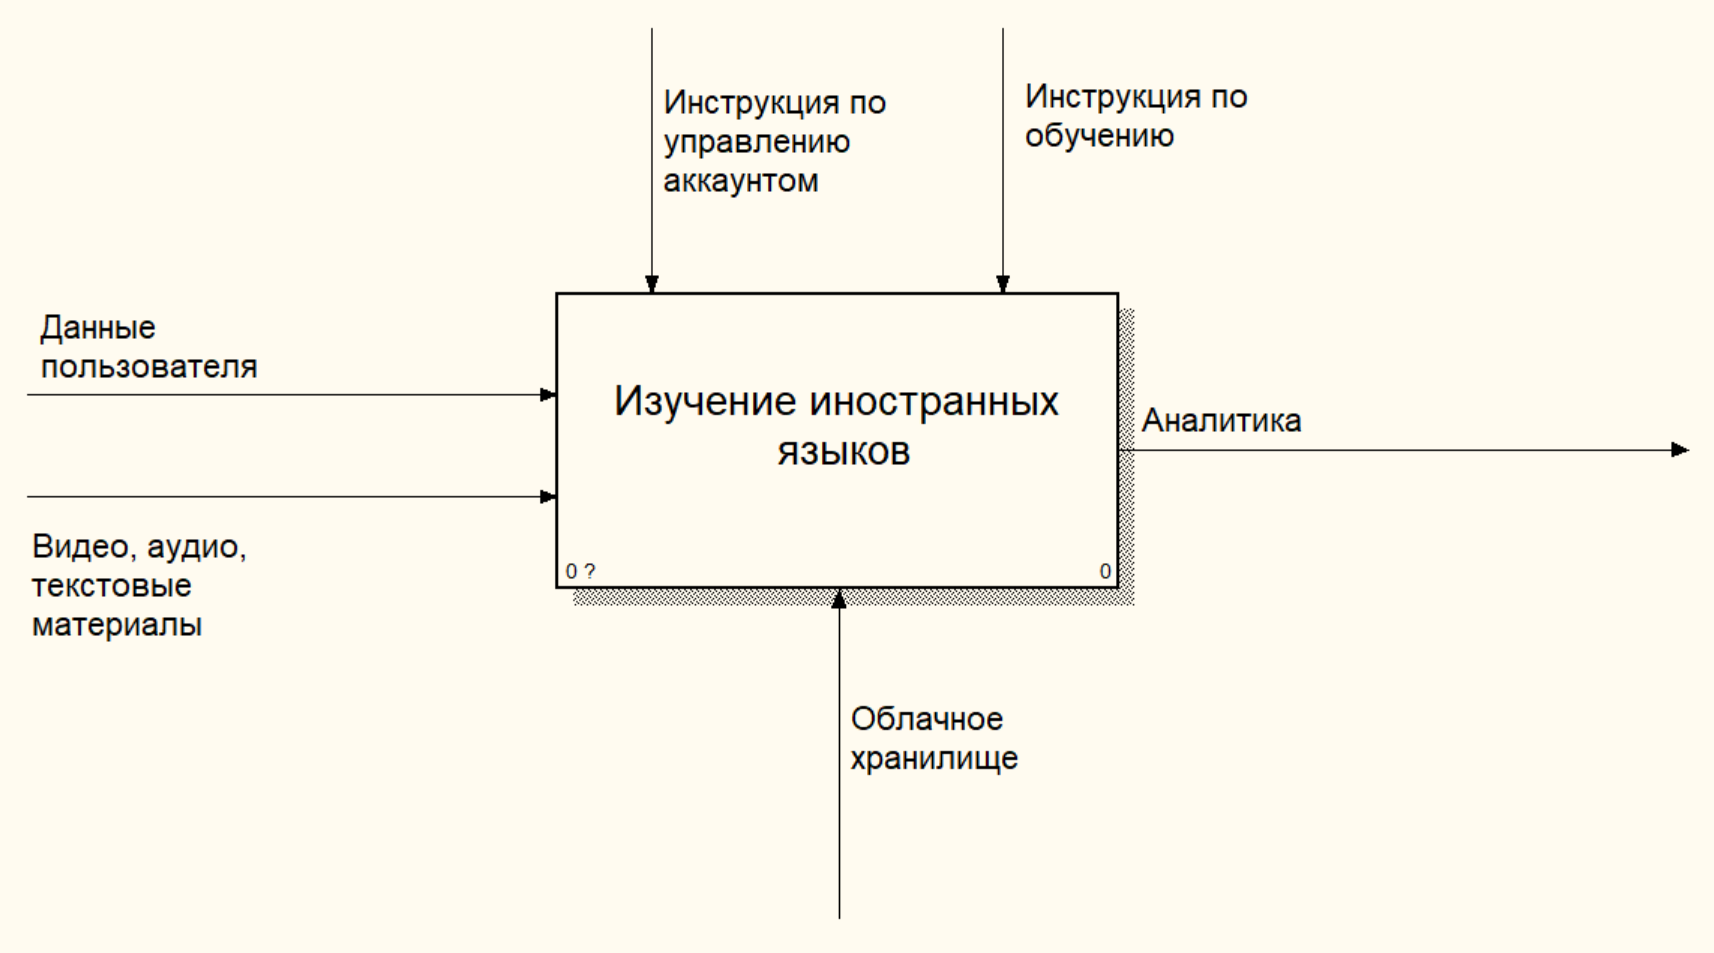 Инструкция по
управлению
аккаунтом
Инструкция по
обучению
Данные
пользователя
Изучение иностранных
языков
Аналитика
Видео, аудио,
текстовые
материалы
0 ?
0
Облачное
хранилище